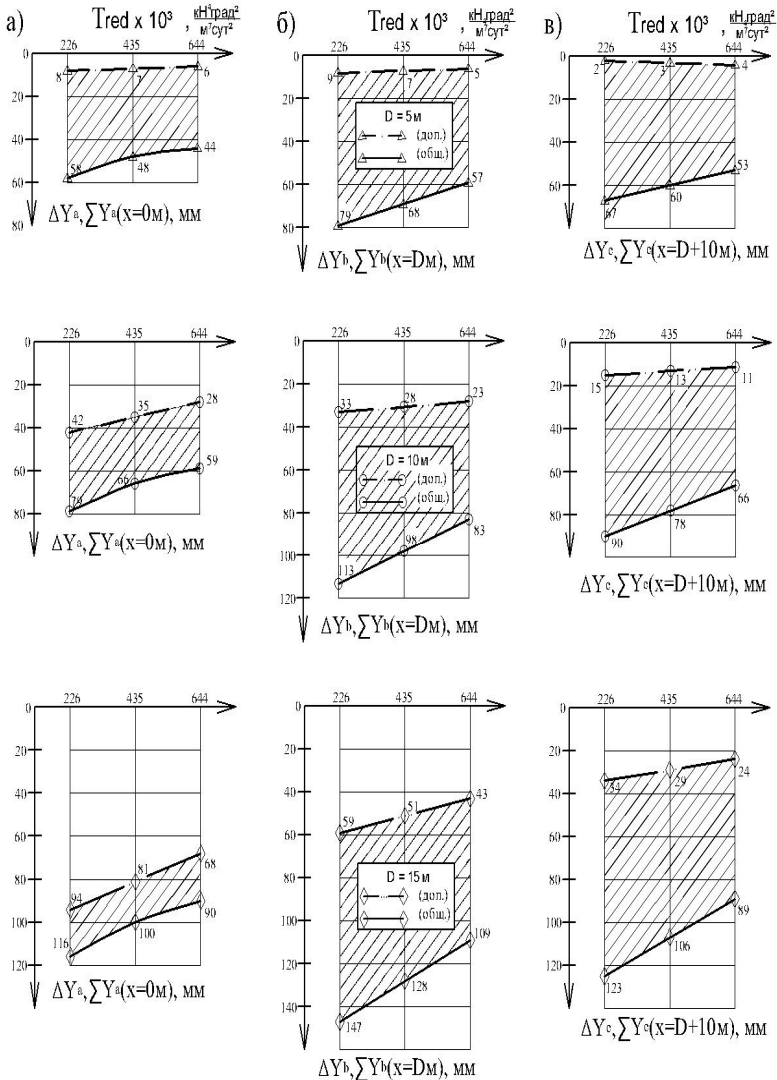 а) Tred x 10³ , кН⁴град²/м⁷сут²
226 435 644
0
20
40
60
80
8 7 6
58 48 44
ΔYa, ∑Ya(x=0м), мм
б) Tred x 10³ , кН⁴град²/м⁷сут²
226 435 644
0
20
40
60
80
9 7 5
D = 5м
(доп.)
(общ.)
79 68 57
ΔYb, ∑Yb(x=Dм), мм
в) Tred x 10³ , кН⁴град²/м⁷сут²
226 435 644
0
20
40
60
80
2 3 4
67 60 53
ΔYc, ∑Yc(x=D+10м), мм
226 435 644
0
20
40
60
80
42 35 28
79 66 59
ΔYa, ∑Ya(x=0м), мм
226 435 644
0
20
40
60
80
100
120
33 28 23
D = 10м
(доп.)
(общ.)
113 98 83
ΔYb, ∑Yb(x=Dм), мм
226 435 644
0
20
40
60
80
15 13 11
90 78 66
ΔYc, ∑Yc(x=D+10м), мм
226 435 644
0
20
40
60
80
100
120
94 81 68
116 100 90
ΔYa, ∑Ya(x=0м), мм
226 435 644
0
20
40
60
80
100
120
140
59 51 43
D = 15м
(доп.)
(общ.)
147 128 109
ΔYb, ∑Yb(x=Dм), мм
226 435 644
0
20
40
60
80
100
120
34 29 24
123 106 89
ΔYc, ∑Yc(x=D+10м), мм